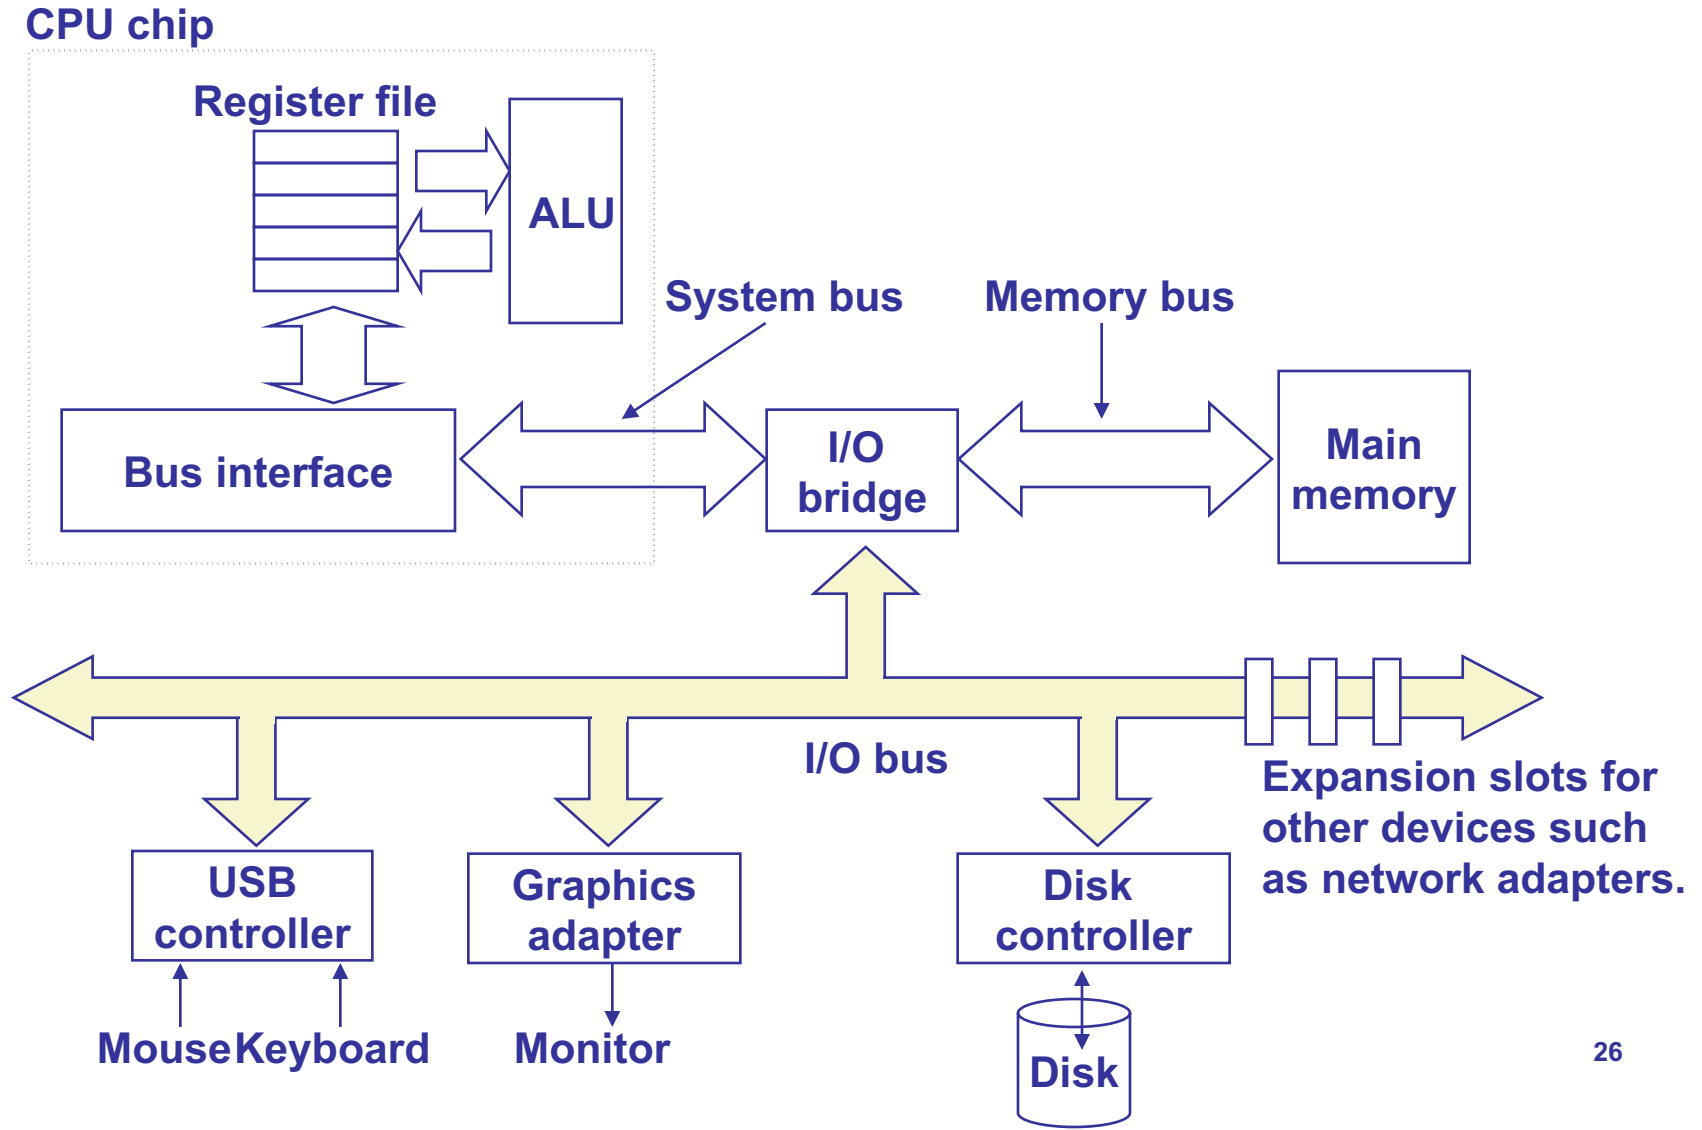 CPU chip
Register file
ALU
System bus
Memory bus
Bus interface
I/O
bridge
Main
memory
I/O bus
Expansion slots for
other devices such
as network adapters.
USB
controller
Graphics
adapter
Disk
controller
Mouse
Keyboard
Monitor
Disk
26